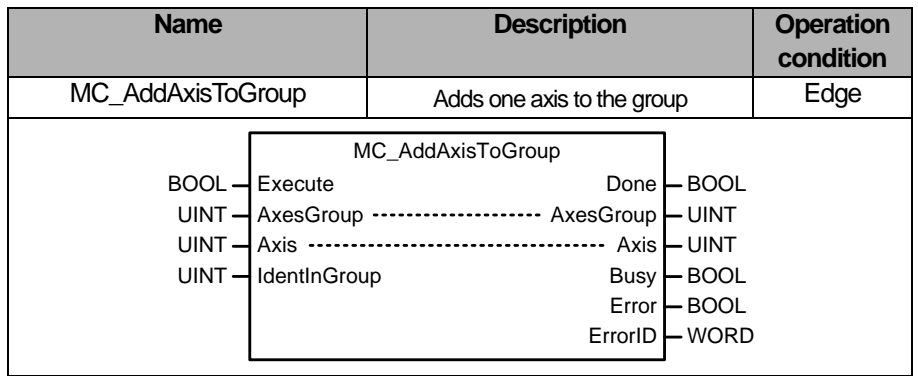 Name Description Operation condition
MC_AddAxisToGroup Adds one axis to the group Edge
MC_AddAxisToGroup
BOOL Execute Done BOOL
UINT AxesGroup AxesGroup UINT
UINT Axis Axis UINT
UINT IdentInGroup
Busy BOOL
Error BOOL
ErrorID WORD